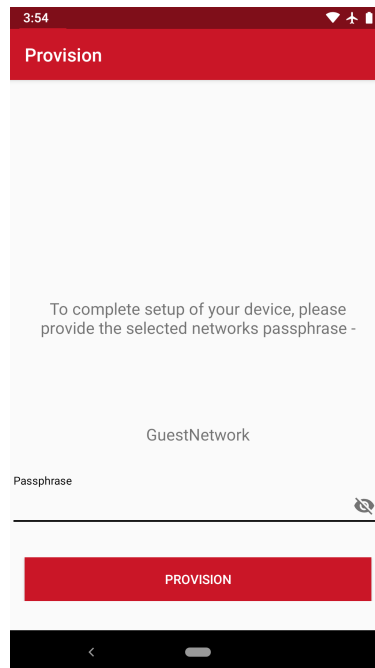 3:54
Provision
To complete setup of your device, please
provide the selected networks passphrase -
GuestNetwork
Passphrase
PROVISION